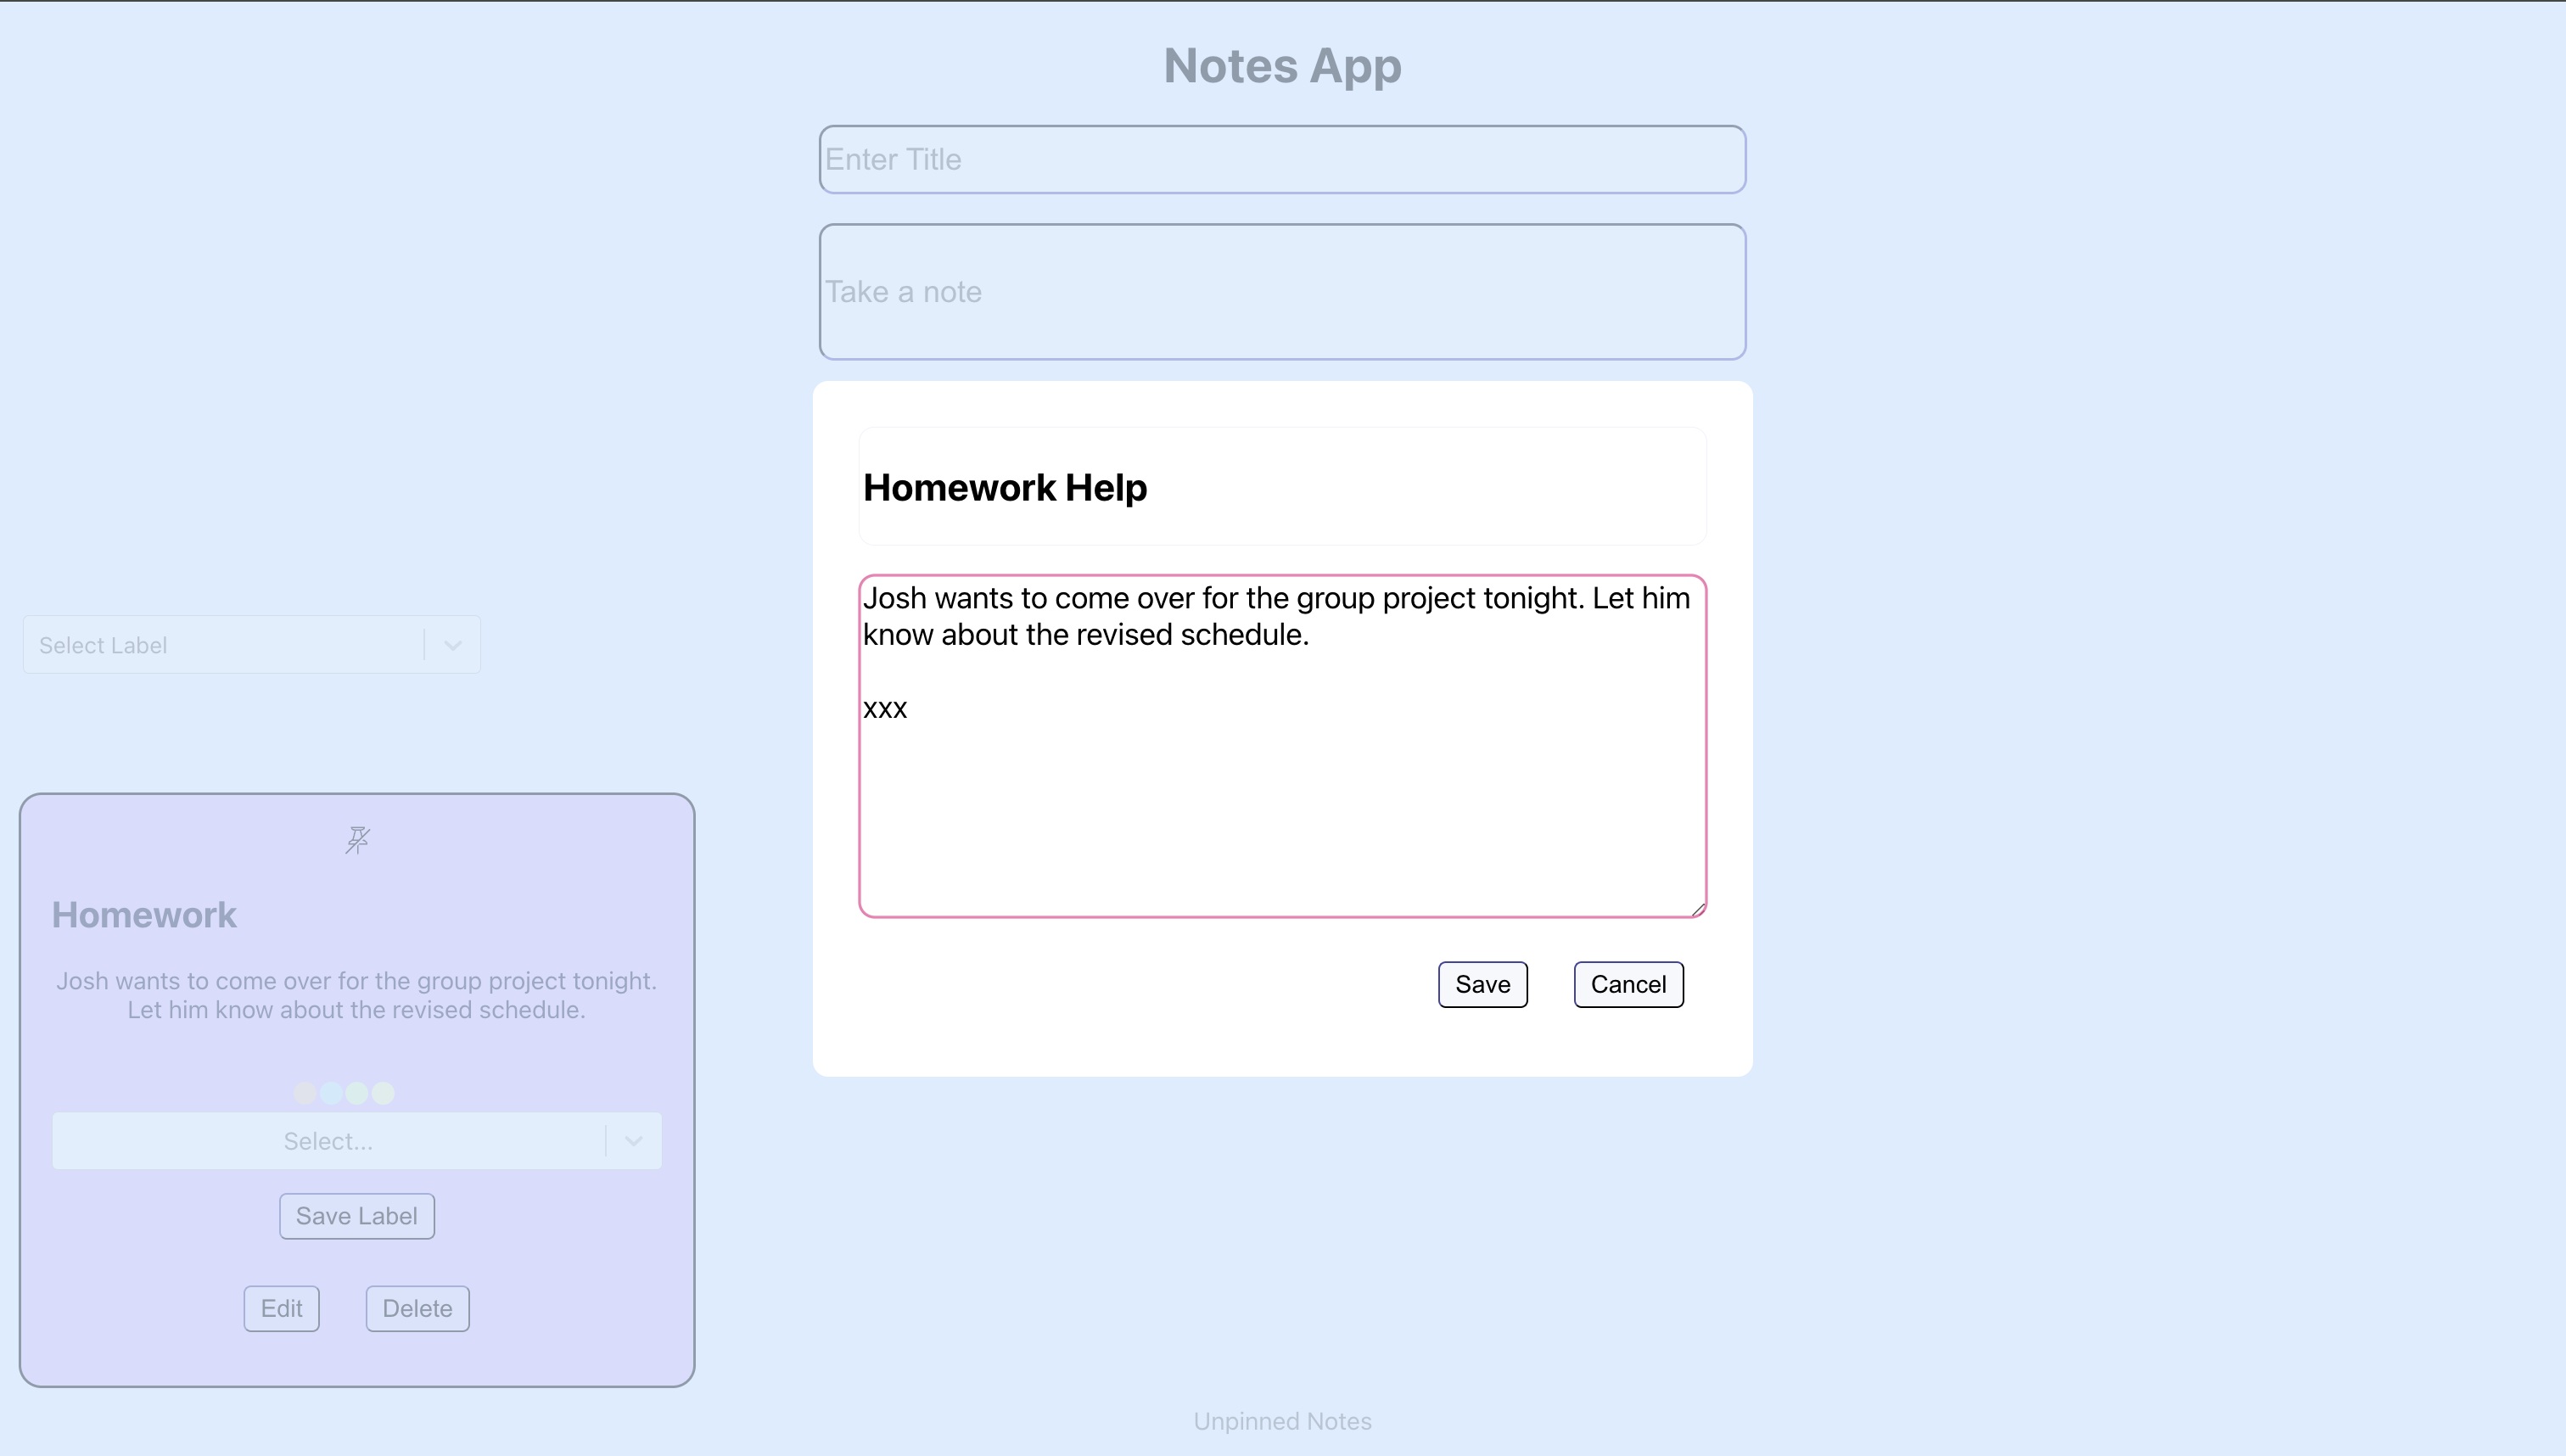 Notes App
Enter Title
Take a note
Homework Help
Josh wants to come over for the group project tonight. Let him
know about the revised schedule.
xxx
Save
Cancel
Select Label
Homework
Josh wants to come over for the group project tonight.
Let him know about the revised schedule.
Select...
Save Label
Edit
Delete
Unpinned Notes